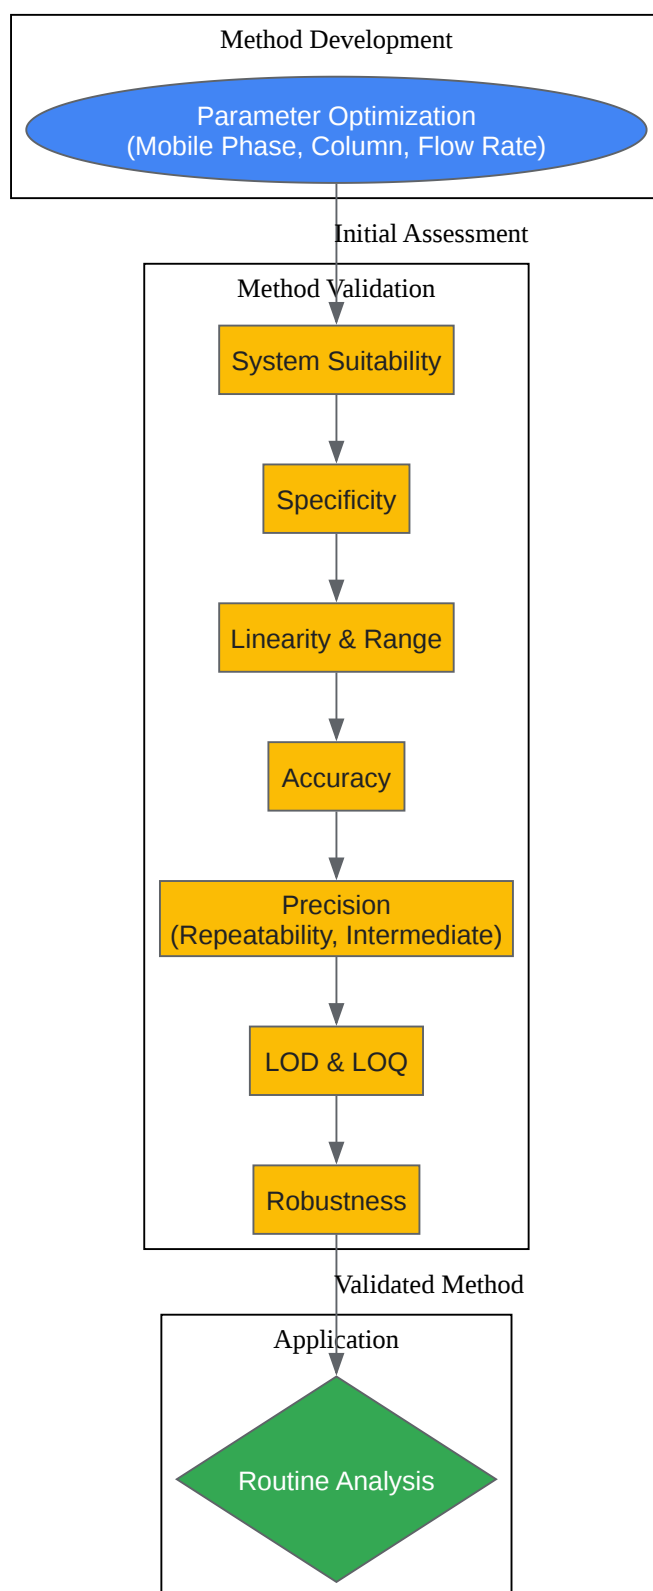 Method Development
Parameter Optimization
(Mobile Phase, Column, Flow Rate)
Initial Assessment
Method Validation
System Suitability
Specificity
Linearity & Range
Accuracy
Precision
(Repeatability, Intermediate)
LOD & LOQ
Robustness
Validated Method
Application
Routine Analysis